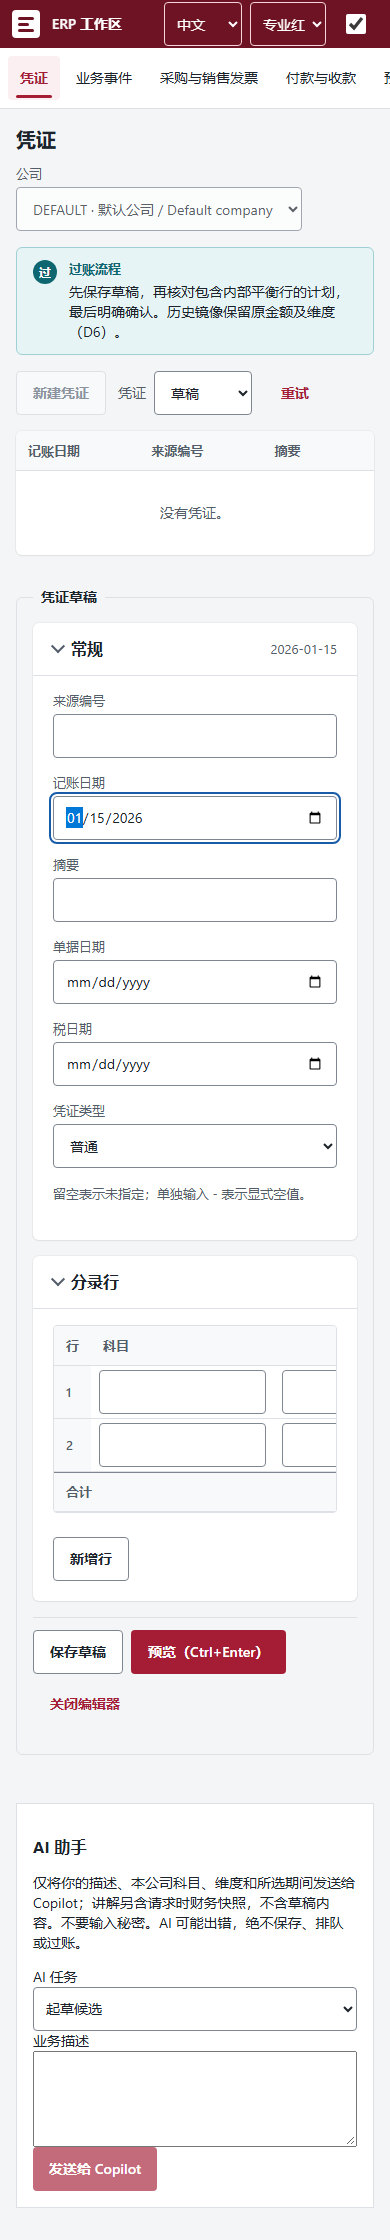 ERP 工作区 中文 专业红
凭证 业务事件 采购与销售发票 付款与收款
凭证
公司
DEFAULT · 默认公司 / Default company
过 过账流程
先保存草稿，再核对包含内部平衡行的计划，
最后明确确认。历史镜像保留原金额及维度
（D6）。
新建凭证 凭证 草稿 重试
记账日期 来源编号 摘要
没有凭证。
凭证草稿
常规 2026-01-15
来源编号
记账日期
01/15/2026
摘要
单据日期
mm/dd/yyyy
税日期
mm/dd/yyyy
凭证类型
普通
留空表示未指定；单独输入 - 表示显式空值。
分录行
行 科目
1
2
合计
新增行
保存草稿 预览（Ctrl+Enter）
关闭编辑器
AI 助手
仅将你的描述、本公司科目、维度和所选期间发送给
Copilot；讲解另含请求时财务快照，不含草稿内
容。不要输入秘密。AI 可能出错，绝不保存、排队
或过账。
AI 任务
起草候选
业务描述
发送给 Copilot